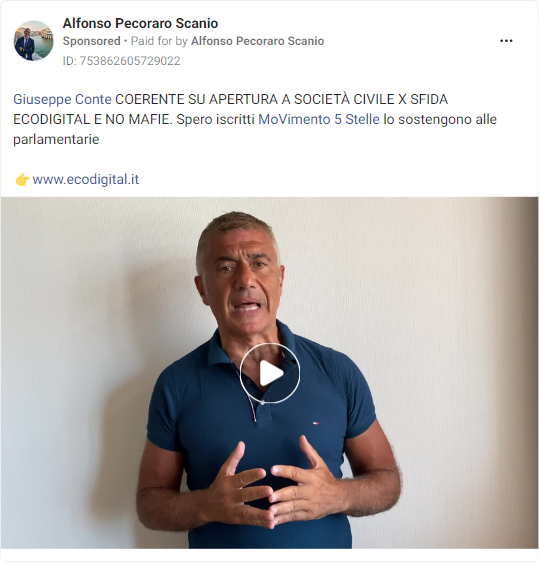 Alfonso Pecoraro Scanio
Sponsored • Paid for by Alfonso Pecoraro Scanio
ID: 753862605729022
Giuseppe Conte COERENTE SU APERTURA A SOCIETÀ CIVILE X SFIDA
ECODIGITAL E NO MAFIE. Spero iscritti MoVimento 5 Stelle lo sostengono alle
parlamentarie
👉 www.ecodigital.it